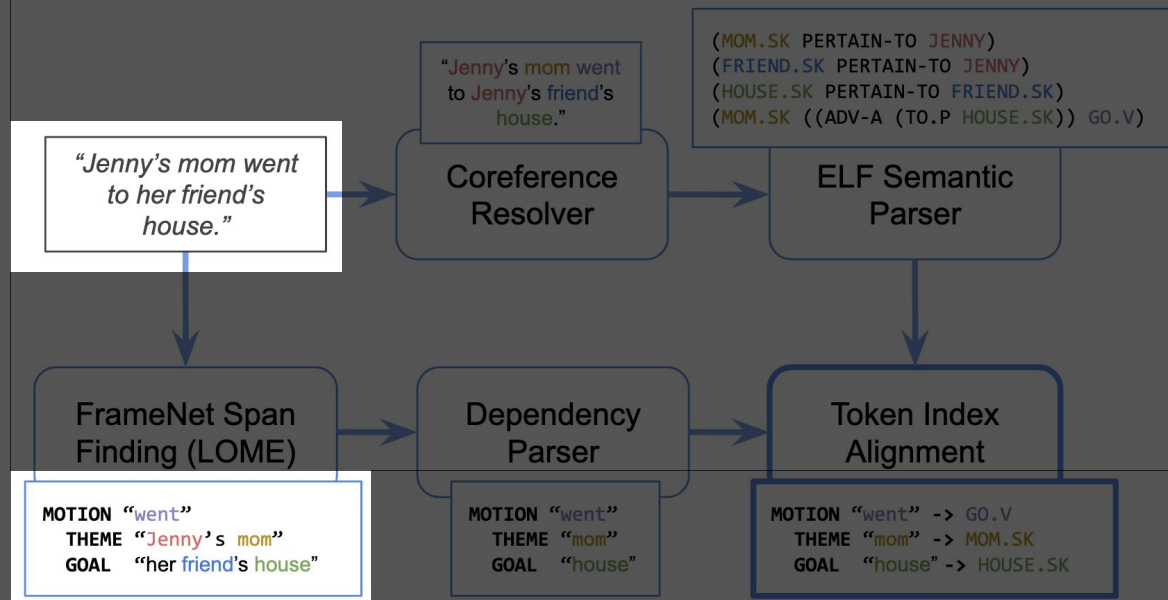 (MOM.SK PERTAIN-TO JENNY)
(FRIEND.SK PERTAIN-TO JENNY)
(HOUSE.SK PERTAIN-TO FRIEND.SK)
(MOM.SK ((ADV-A (TO.P HOUSE.SK)) GO.V)
“Jenny’s mom went
to Jenny’s friend’s
house.”
“Jenny’s mom went
to her friend’s
house.”
Coreference
Resolver
ELF Semantic
Parser
FrameNet Span
Finding (LOME)
Dependency
Parser
Token Index
Alignment
MOTION “went”
THEME “Jenny’s mom”
GOAL “her friend’s house”
MOTION “went”
THEME “mom”
GOAL “house”
MOTION “went” -> GO.V
THEME “mom” -> MOM.SK
GOAL “house” -> HOUSE.SK